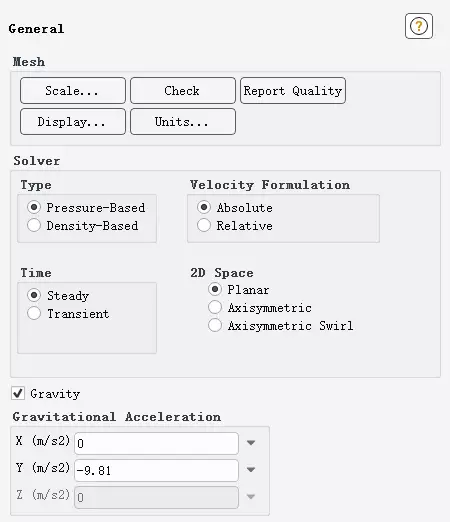 General
?
Mesh
Scale... Check Report Quality
Display... Units...
Solver
Type Velocity Formulation
Pressure-Based Absolute
Density-Based Relative
Time 2D Space
Steady Planar
Transient Axisymmetric
Axisymmetric Swirl
Gravity
Gravitational Acceleration
X (m/s2) 0
Y (m/s2) -9.81
Z (m/s2) 0